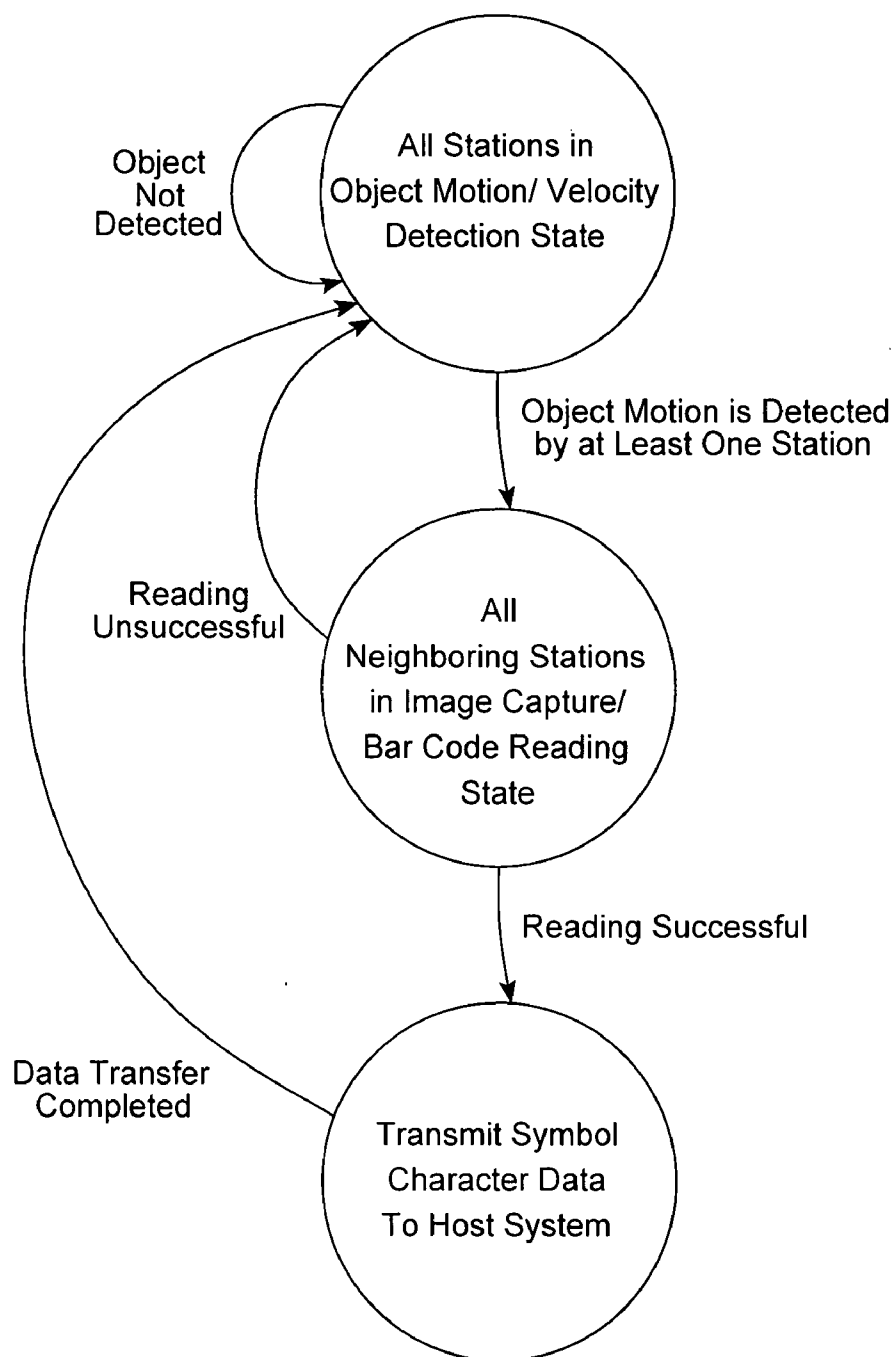 All Stations in
Object Motion/ Velocity
Detection State
Object
Not
Detected
Object Motion is Detected
by at Least One Station
Reading
Unsuccessful
All
Neighboring Stations
in Image Capture/
Bar Code Reading
State
Reading Successful
Data Transfer
Completed
Transmit Symbol
Character Data
To Host System